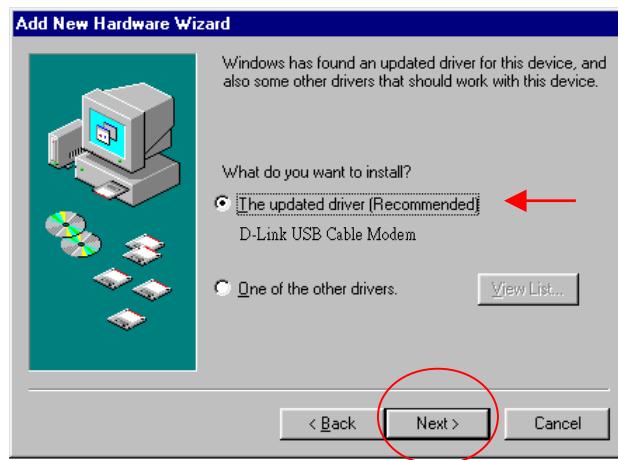 Add New Hardware Wizard
Windows has found an updated driver for this device, and
also some other drivers that should work with this device.
What do you want to install?
The updated driver (Recommended)
D-Link USB Cable Modem
One of the other drivers.
View List...
< Back
Next >
Cancel